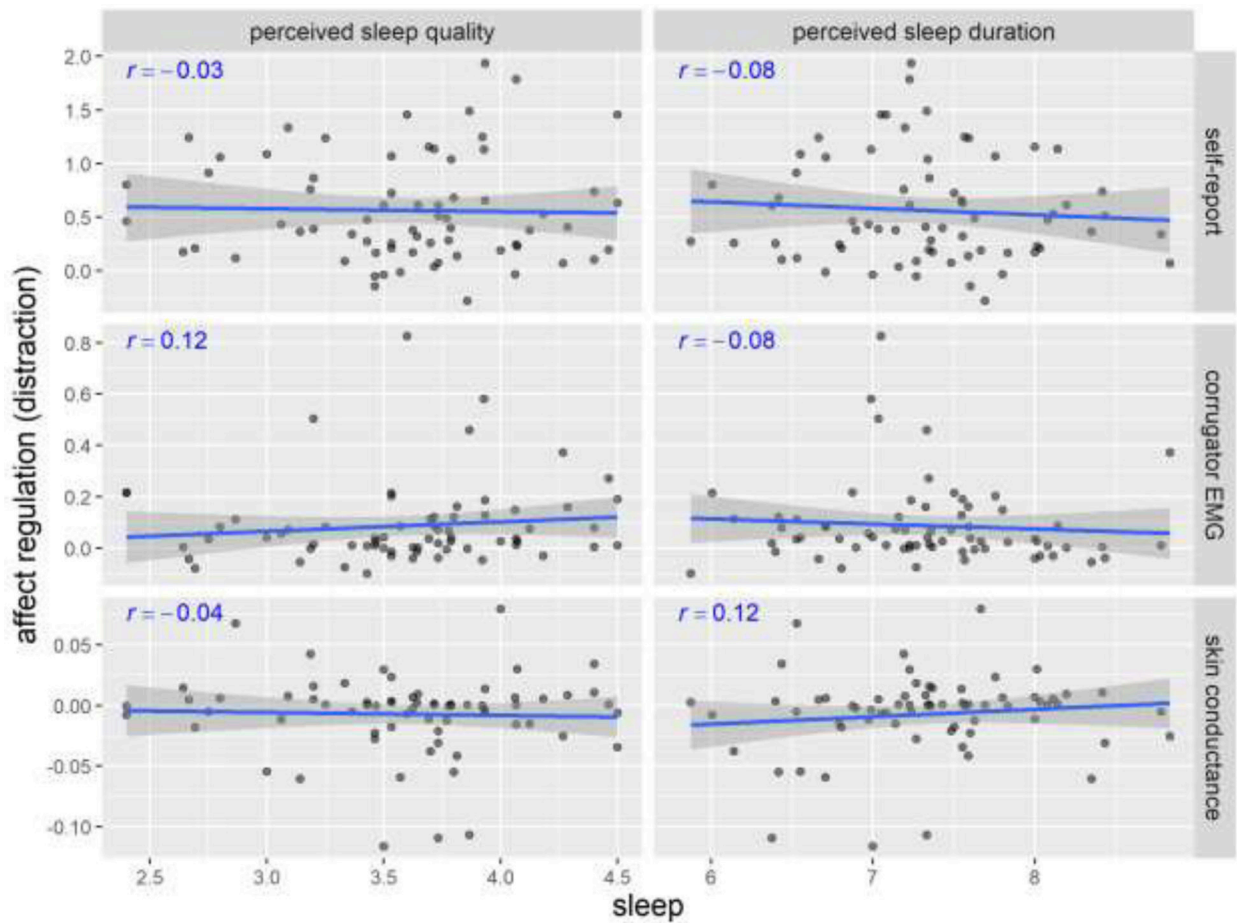 perceived sleep quality
perceived sleep duration
affect regulation (distraction)
2.0
1.5
1.0
0.5
0.0
r = −0.03
r = −0.08
self-report
0.8
0.6
0.4
0.2
0.0
r = 0.12
r = −0.08
corrugator EMG
0.05
0.00
-0.05
-0.10
r = −0.04
r = 0.12
skin conductance
2.5 3.0 3.5 4.0 4.5
6 7 8
sleep